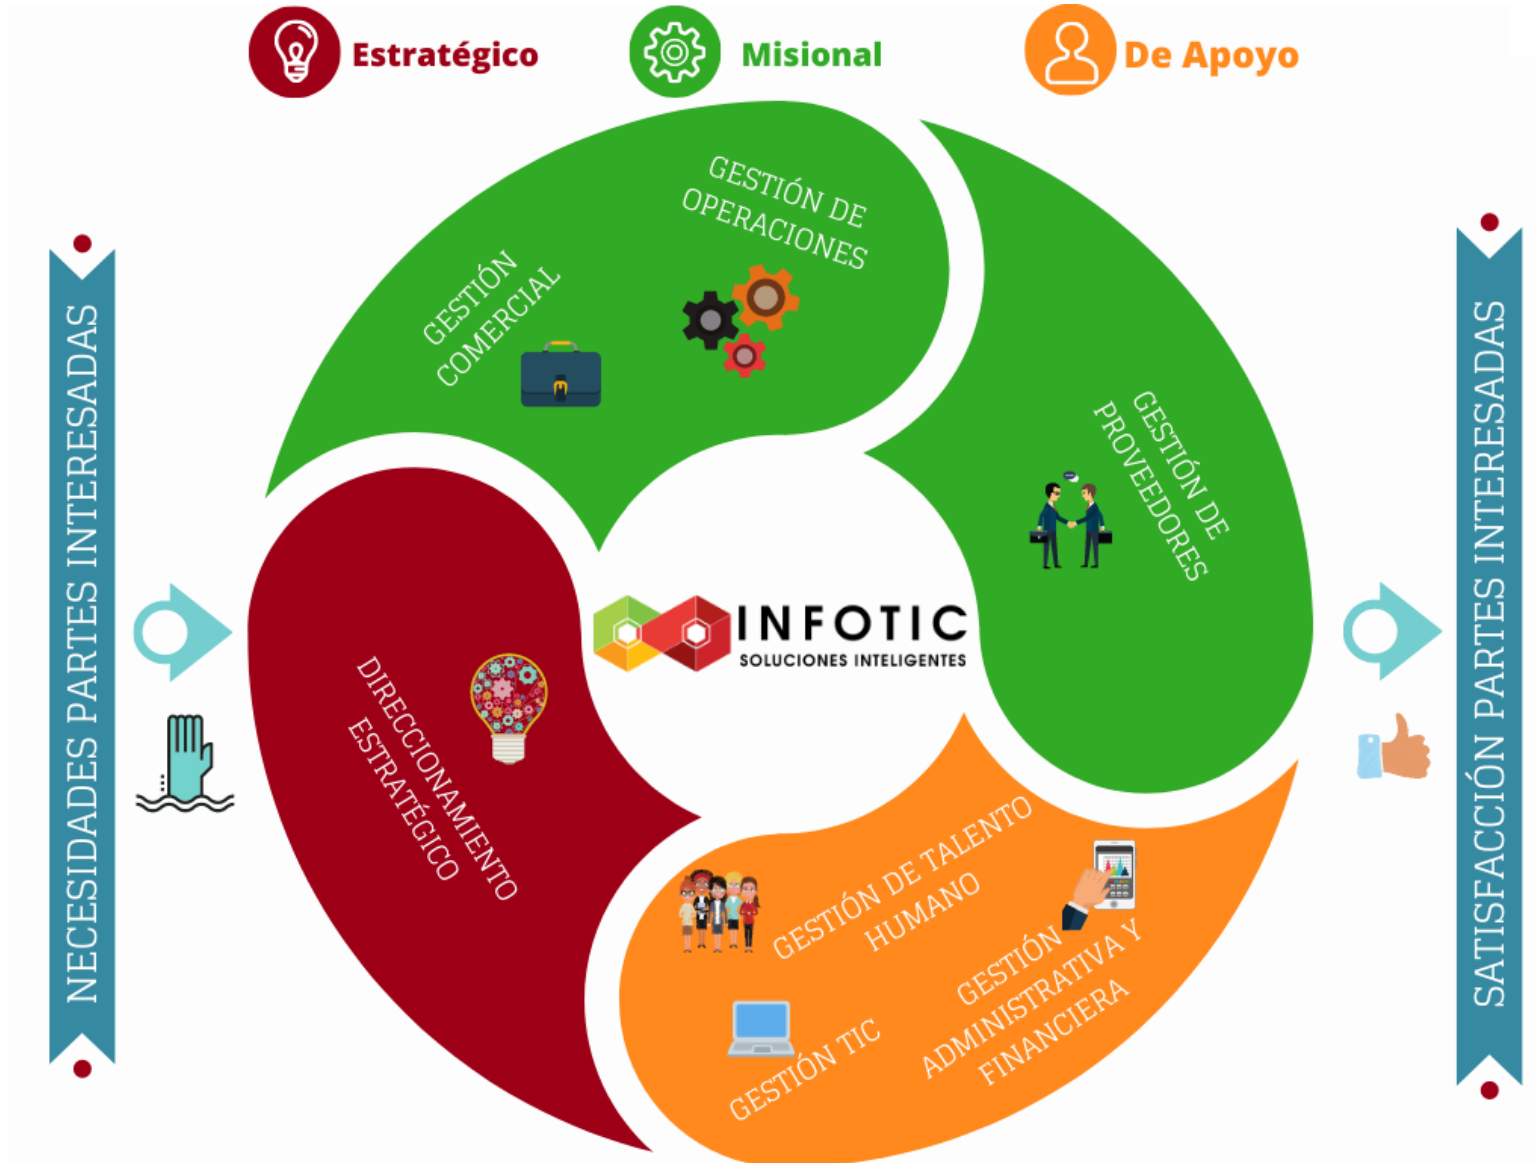 Estratégico
Misional
De Apoyo
NECESIDADES PARTES INTERESADAS
GESTIÓN
COMERCIAL
GESTIÓN DE
OPERACIONES
GESTIÓN DE
PROVEEDORES
INFOTIC
SOLUCIONES INTELIGENTES
DIRECCIONAMIENTO
ESTRATÉGICO
GESTIÓN DE TALENTO
HUMANO
GESTIÓN
ADMINISTRATIVA Y
FINANCIERA
GESTIÓN TIC
SATISFACCIÓN PARTES INTERESADAS